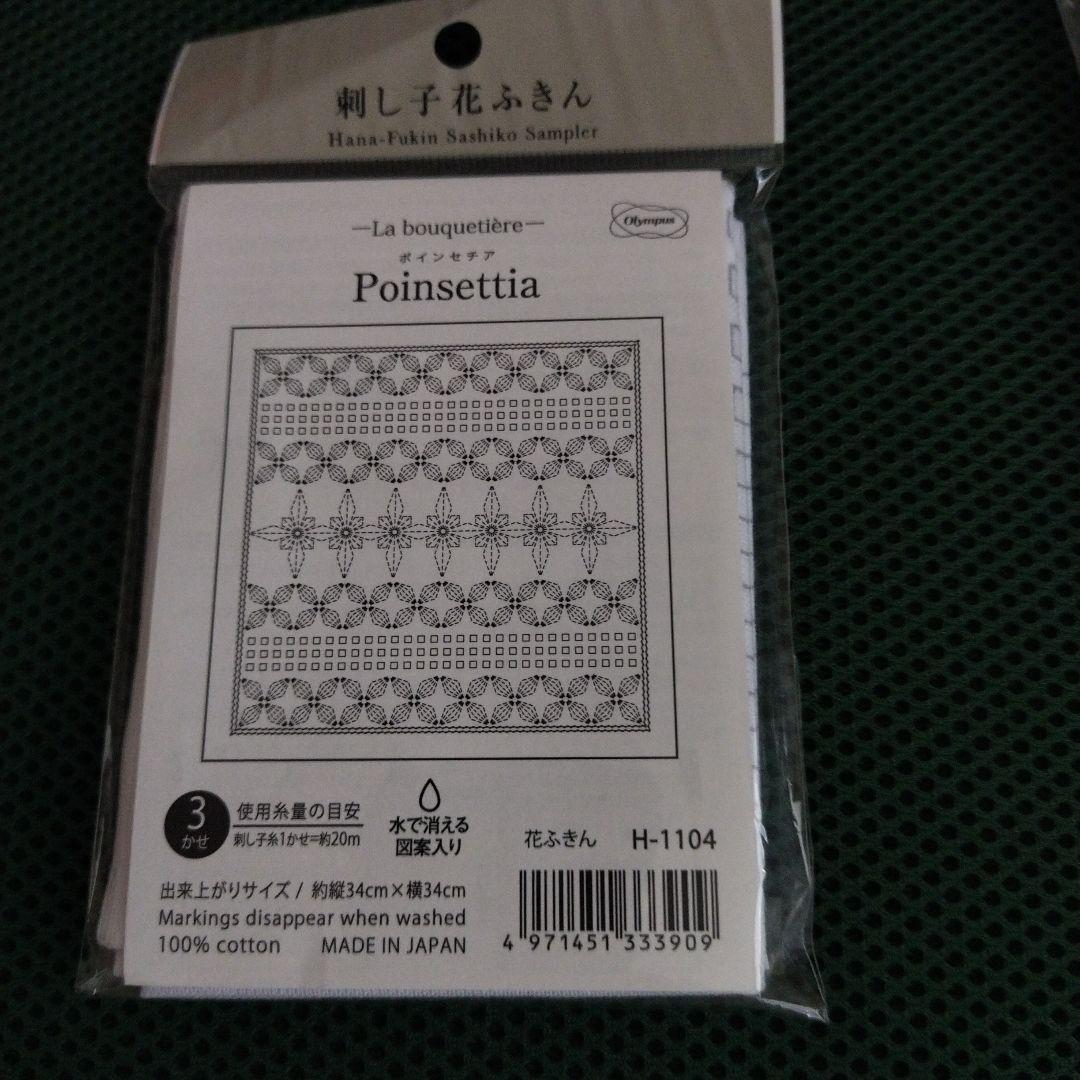 刺し子花ふきん
Hana-Fukin Sashiko Sampler
—La bouquetière—
Olympus
ポインセチア
Poinsettia
3
かせ
使用糸量の目安
刺し子糸1かせ=約20m
水で消える
図案入り
花ふきん H-1104
出来上がりサイズ / 約縦34cm×横34cm
Markings disappear when washed
100% cotton MADE IN JAPAN
4 971451 333909